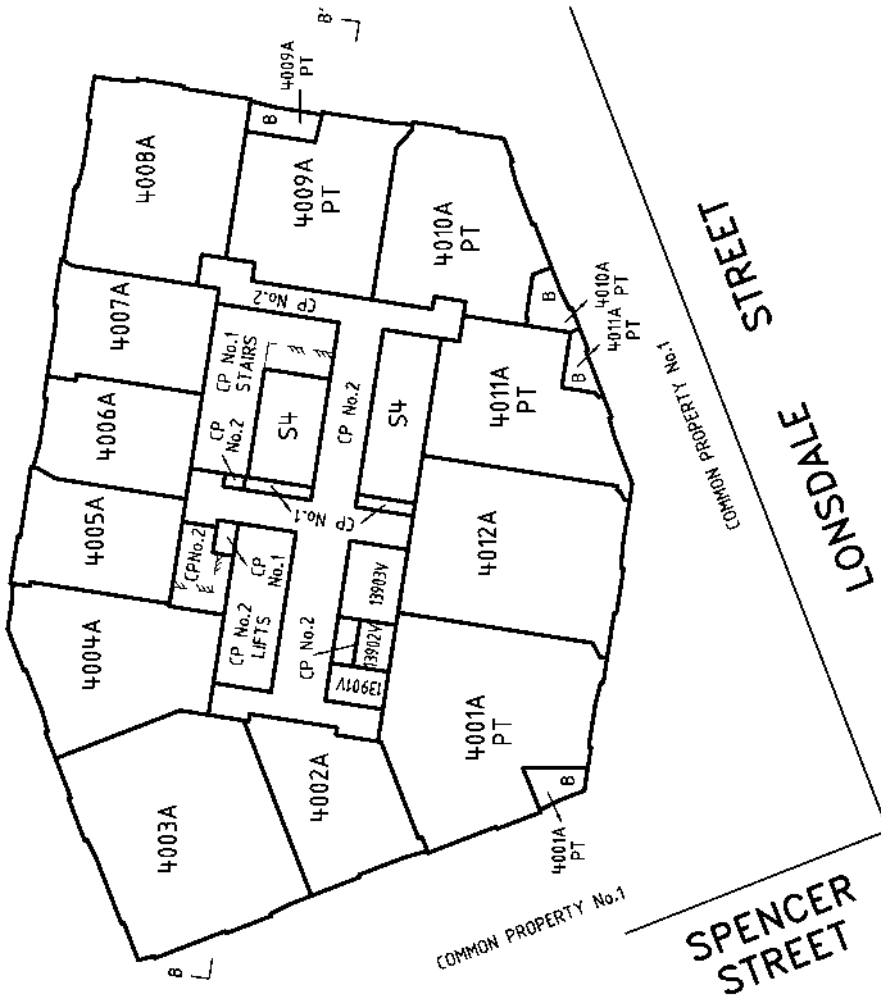 B'
4009A
PT
B
4008A
4009A
PT
4010A
PT
B
4010A
PT
4011A
PT
B
4007A
CP No.2
CP No.1
STAIRS
CP
No.2
S4
CP No.2
S4
4011A
PT
4006A
CP No.1
4005A
CPNo.2
CP
No.1
CP No.2
LIFTS
CP No.2
13903V
13902V
13901V
4012A
4004A
4003A
4002A
4001A
PT
B
4001A
PT
B
COMMON PROPERTY No.1
COMMON PROPERTY No.1
LONSDALE STREET
SPENCER
STREET